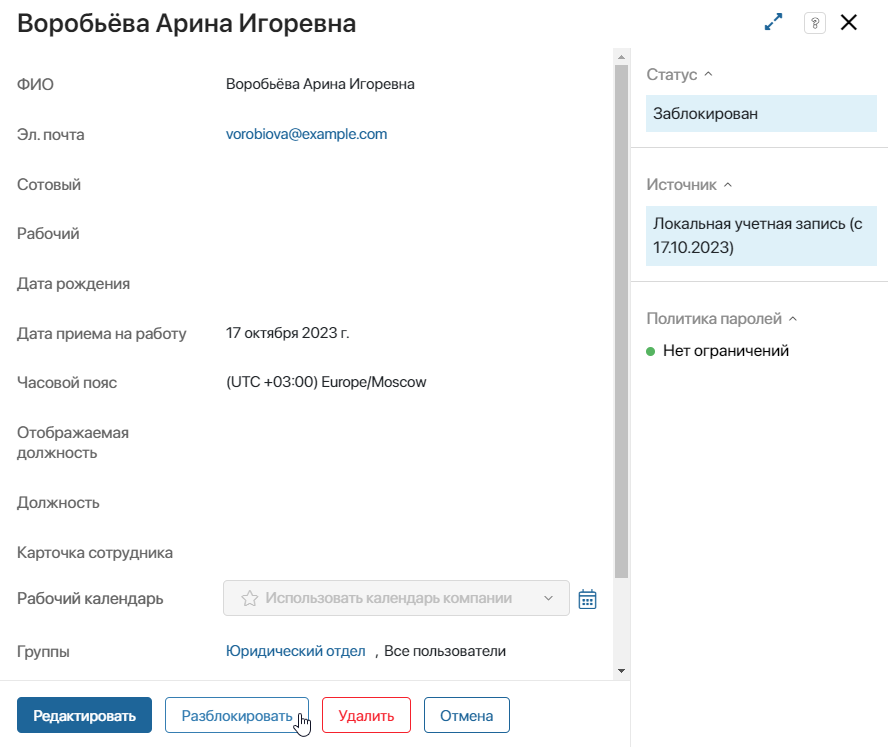 Воробьёва Арина Игоревна
?
ФИО Воробьёва Арина Игоревна
Эл. почта vorobiova@example.com
Сотовый
Рабочий
Дата рождения
Дата приема на работу 17 октября 2023 г.
Часовой пояс (UTC +03:00) Europe/Moscow
Отображаемая
должность
Должность
Карточка сотрудника
Рабочий календарь Использовать календарь компании
Группы Юридический отдел , Все пользователи
Редактировать Разблокировать Удалить Отмена
Статус
Заблокирован
Источник
Локальная учетная запись (с
17.10.2023)
Политика паролей
Нет ограничений